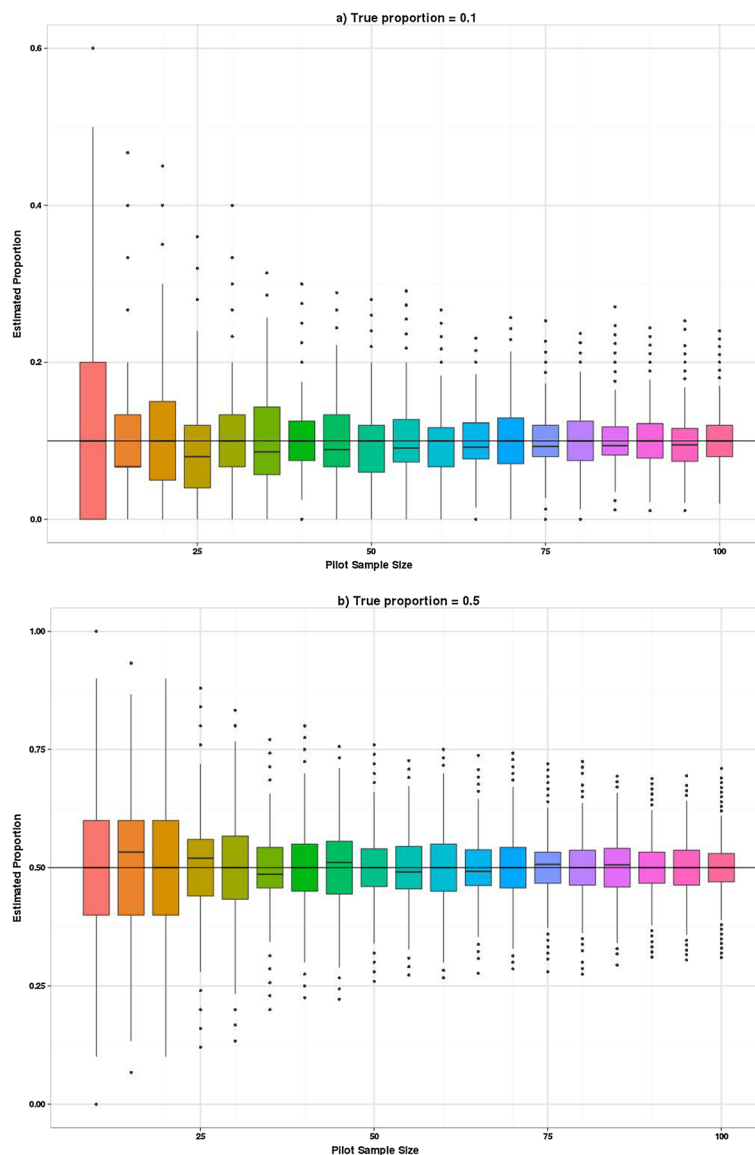 a) True proportion = 0.1
0.6
0.4
0.2
0.0
Estimated Proportion
25 50 75 100
Pilot Sample Size
b) True proportion = 0.5
1.00
0.75
0.50
0.25
0.00
Estimated Proportion
25 50 75 100
Pilot Sample Size